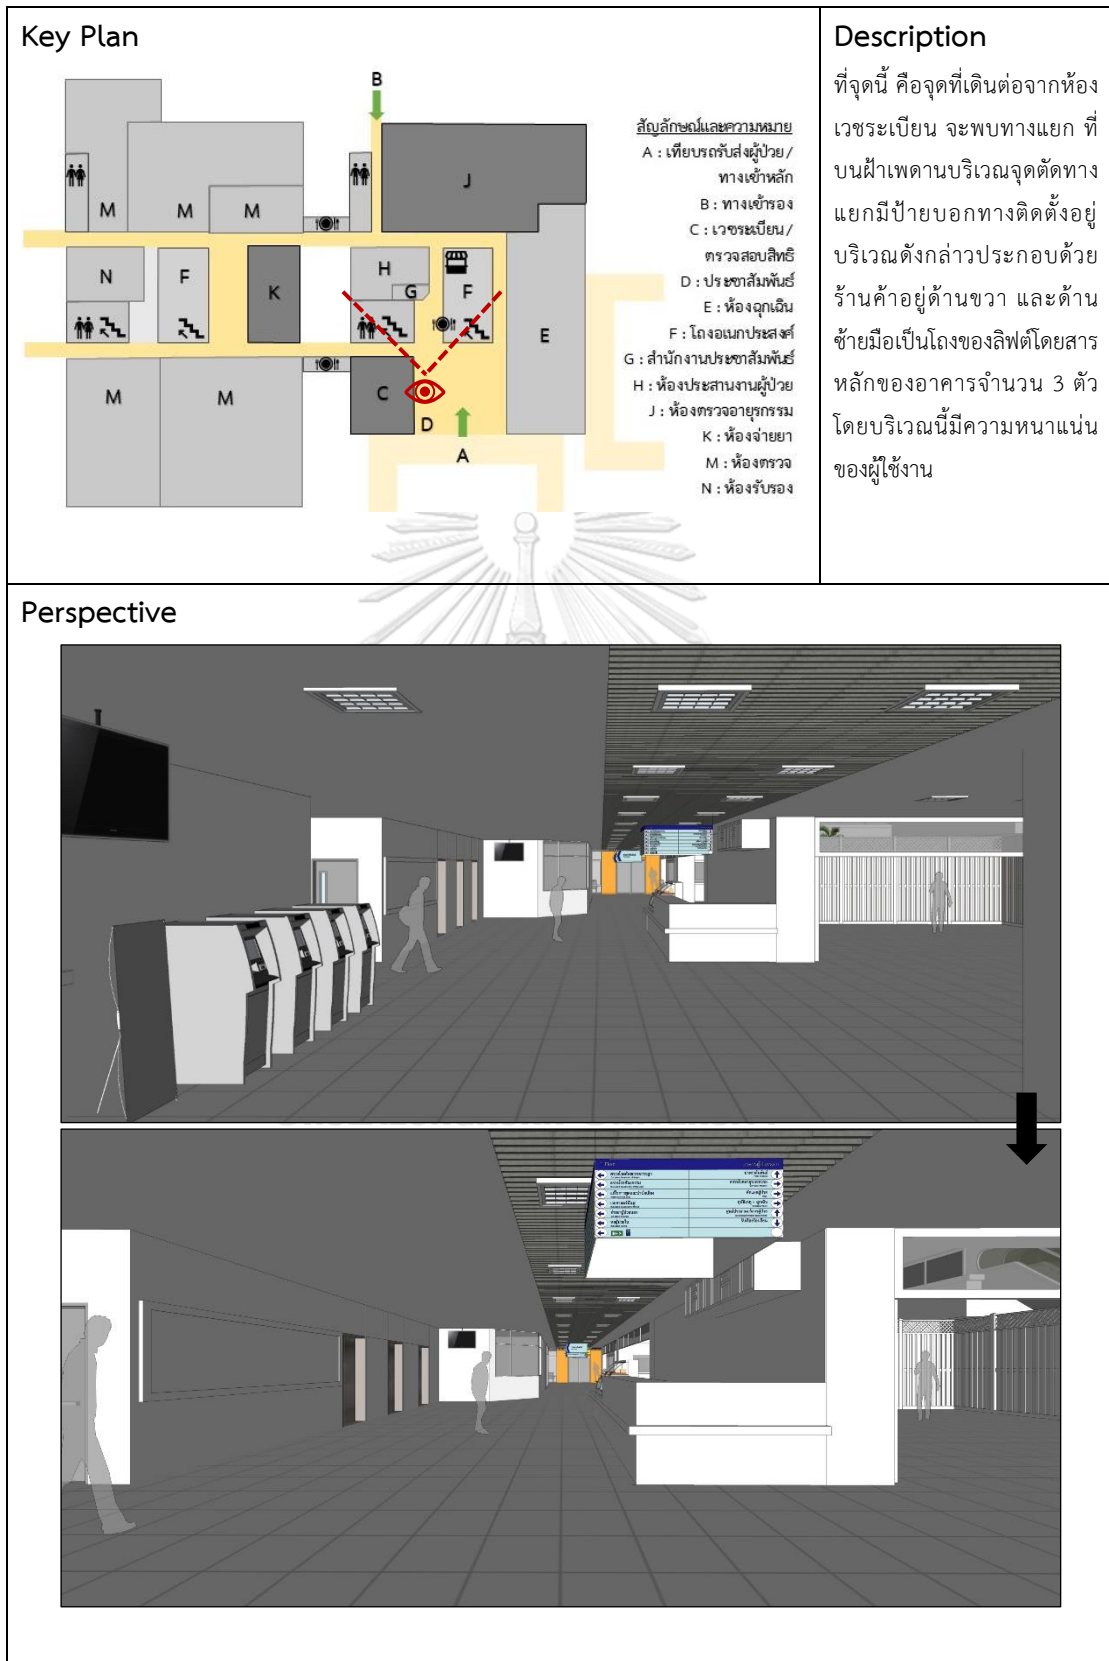 Key Plan
B
J
M
M
M
N
F
K
H
G
F
E
M
M
C
D
A
สัญลักษณ์และความหมาย
A : เทียบรถรับส่งผู้ป่วย/
ทางเข้าหลัก
B : ทางเข้ารอง
C : เวชระเบียน/
ตรวจสอบสิทธิ
D : ประชาสัมพันธ์
E : ห้องฉุกเฉิน
F : โถงอเนกประสงค์
G : สำนักงานประชาสัมพันธ์
H : ห้องประสานงานผู้ป่วย
J : ห้องตรวจอายุรกรรม
K : ห้องจ่ายยา
M : ห้องตรวจ
N : ห้องรับรอง
Description
ที่จุดนี้ คือจุดที่เดินต่อจากห้อง
เวชระเบียน จะพบทางแยก ที่
บนฝ้าเพดานบริเวณจุดตัดทาง
แยกมีป้ายบอกทางติดตั้งอยู่
บริเวณดังกล่าวประกอบด้วย
ร้านค้าอยู่ด้านขวา และด้าน
ซ้ายมือเป็นโถงของลิฟต์โดยสาร
หลักของอาคารจำนวน 3 ตัว
โดยบริเวณนี้มีความหนาแน่น
ของผู้ใช้งาน
Perspective